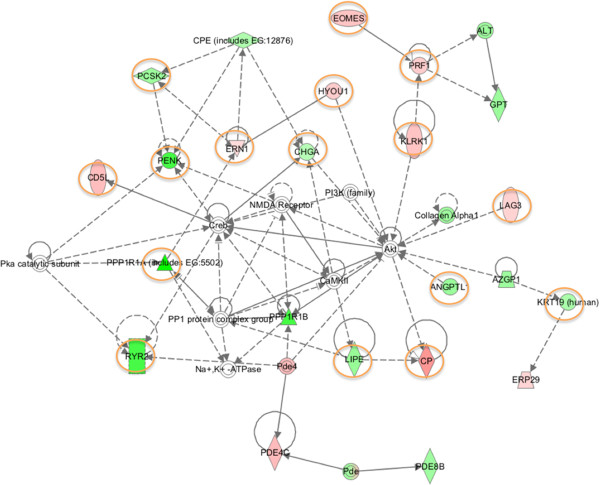 EOMES
CPE (includes EG:12876)
ALT
PCSK2
PRF1
HYOU1
GPT
ERN1
KLRK1
PENK
CHGA
CD5L
PI3K (family)
NMDA Receptor
LAG3
Collagen Alpha1
Creb
Akt
Pka catalytic subunit
PPP1R1A (includes EG:5502)
CaMKII
ANGPTL
AZGP1
KRT19 (human)
PP1 protein complex group
PPP1R1B
RYR2
LIPE
CP
Na+,K+ -ATPase
Pde4
ERP29
PDE4C
Pde
PDE8B